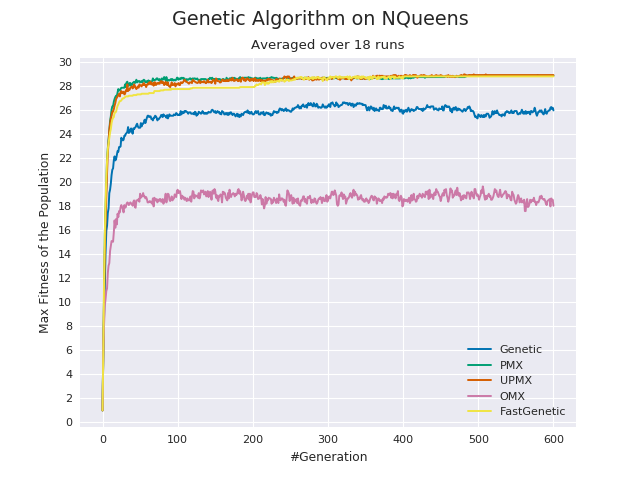 Genetic Algorithm on NQueens
Averaged over 18 runs
30
28
26
24
22
20
18
16
14
12
10
8
6
4
2
0
Max Fitness of the Population
Genetic
PMX
UPMX
OMX
FastGenetic
0 100 200 300 400 500 600
#Generation